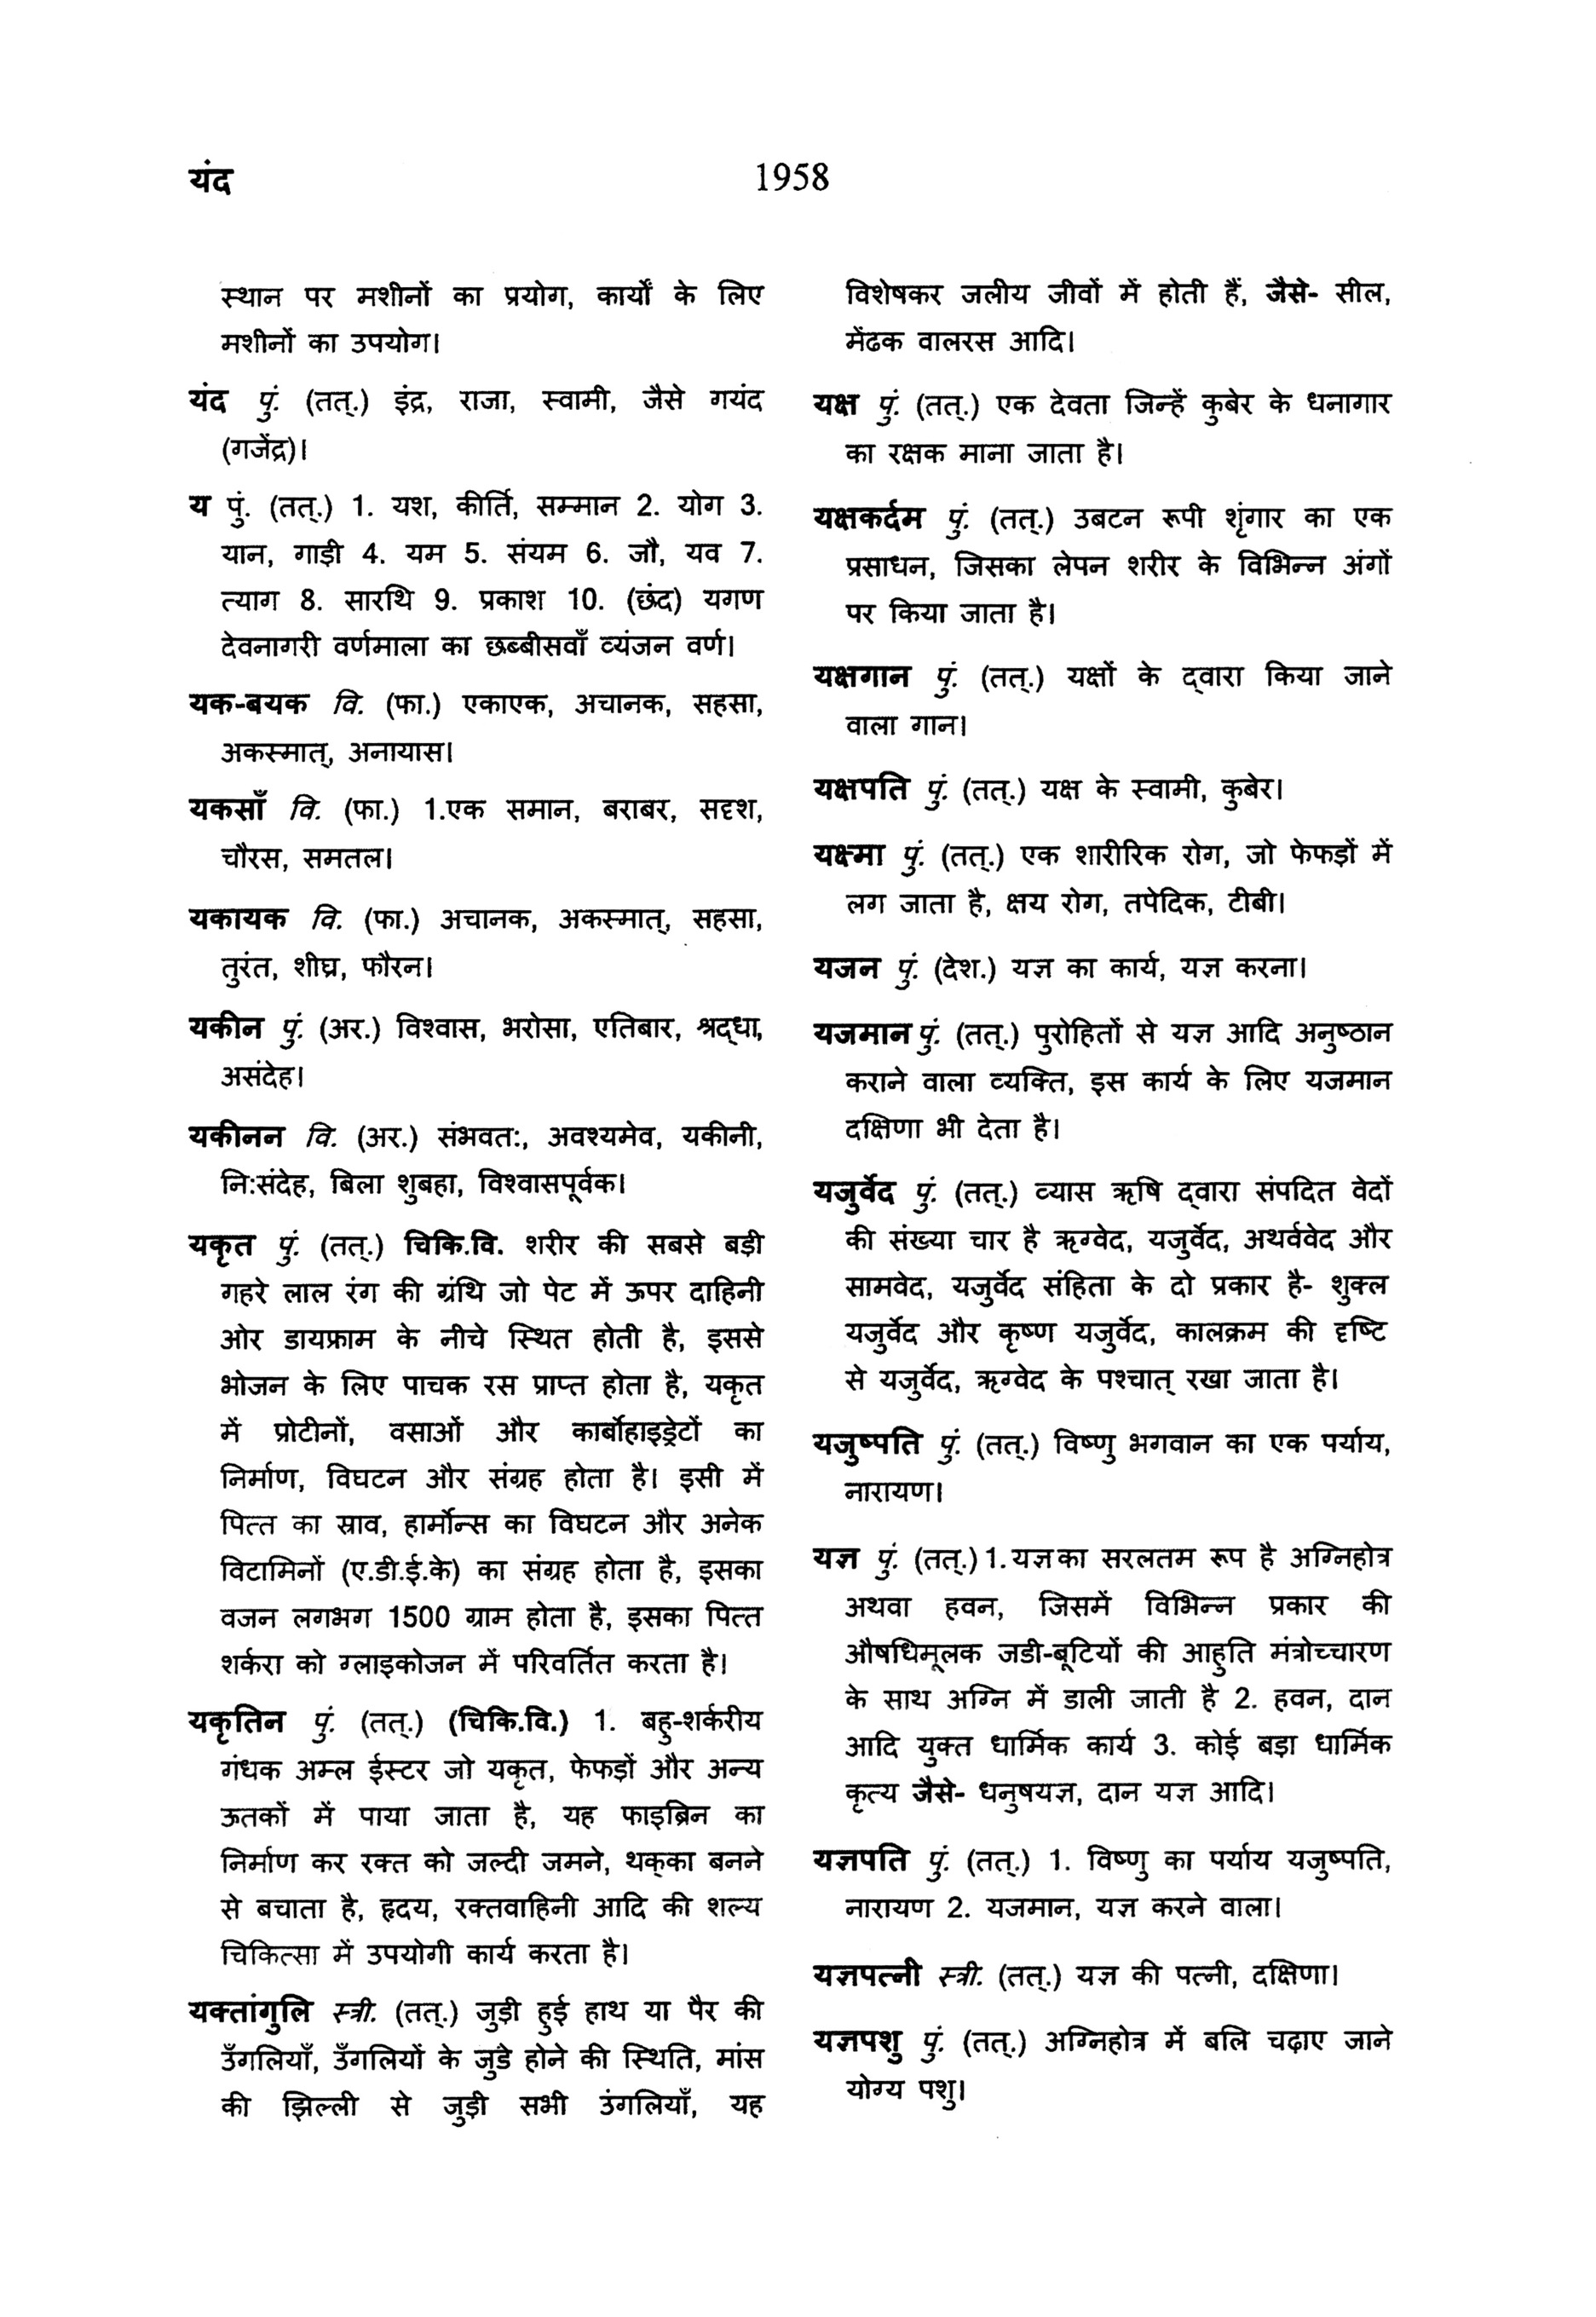 यंद
1958
स्थान पर मशीनों का प्रयोग, कार्यों के लिए
मशीनों का उपयोग।
यंद पुं. (तत्.) इंद्र, राजा, स्वामी, जैसे गयंद
(गजेंद्र)।
य पुं. (तत्.) 1. यश, कीर्ति, सम्मान 2. योग 3.
यान, गाड़ी 4. यम 5. संयम 6. जौ, यव 7.
त्याग 8. सारथि 9. प्रकाश 10. (छंद) यगण
देवनागरी वर्णमाला का छब्बीसवाँ व्यंजन वर्ण।
यक-बयक वि. (फा.) एकाएक, अचानक, सहसा,
अकस्मात्, अनायास।
यकसाँ वि. (फा.) 1.एक समान, बराबर, सदृश,
चौरस, समतल।
यकायक वि. (फा.) अचानक, अकस्मात्, सहसा,
तुरंत, शीघ्र, फौरन।
यकीन पुं. (अर.) विश्वास, भरोसा, एतिबार, श्रद्धा,
असंदेह।
यकीनन वि. (अर.) संभवत:, अवश्यमेव, यकीनी,
नि:संदेह, बिला शुबहा, विश्वासपूर्वक।
यकृत पुं. (तत्.) चिकि.वि. शरीर की सबसे बड़ी
गहरे लाल रंग की ग्रंथि जो पेट में ऊपर दाहिनी
ओर डायफ्राम के नीचे स्थित होती है, इससे
भोजन के लिए पाचक रस प्राप्त होता है, यकृत
में प्रोटीनों, वसाओं और कार्बोहाइड्रेटों का
निर्माण, विघटन और संग्रह होता है। इसी में
पित्त का स्राव, हार्मोन्स का विघटन और अनेक
विटामिनों (ए.डी.ई.के) का संग्रह होता है, इसका
वजन लगभग 1500 ग्राम होता है, इसका पित्त
शर्करा को ग्लाइकोजन में परिवर्तित करता है।
यकृतिन पुं. (तत्.) (चिकि.वि.) 1. बहु-शर्करीय
गंधक अम्ल ईस्टर जो यकृत, फेफड़ों और अन्य
ऊतकों में पाया जाता है, यह फाइब्रिन का
निर्माण कर रक्त को जल्दी जमने, थक्का बनने
से बचाता है, हृदय, रक्तवाहिनी आदि की शल्य
चिकित्सा में उपयोगी कार्य करता है।
यक्तांगुलि स्त्री. (तत्.) जुड़ी हुई हाथ या पैर की
उँगलियाँ, उँगलियों के जुडे होने की स्थिति, मांस
की झिल्ली से जुड़ी सभी उंगलियाँ, यह
विशेषकर जलीय जीवों में होती हैं, जैसे- सील,
मेंढक वालरस आदि।
यक्ष पुं. (तत्.) एक देवता जिन्हें कुबेर के धनागार
का रक्षक माना जाता है।
यक्षकर्दम पुं. (तत्.) उबटन रूपी शृंगार का एक
प्रसाधन, जिसका लेपन शरीर के विभिन्न अंगों
पर किया जाता है।
यक्षगान पुं. (तत्.) यक्षों के द्वारा किया जाने
वाला गान।
यक्षपति पुं. (तत्.) यक्ष के स्वामी, कुबेर।
यक्ष्मा पुं. (तत्.) एक शारीरिक रोग, जो फेफड़ों में
लग जाता है, क्षय रोग, तपेदिक, टीबी।
यजन पुं. (देश.) यज्ञ का कार्य, यज्ञ करना।
यजमान पुं. (तत्.) पुरोहितों से यज्ञ आदि अनुष्ठान
कराने वाला व्यक्ति, इस कार्य के लिए यजमान
दक्षिणा भी देता है।
यजुर्वेद पुं. (तत्.) व्यास ऋषि द्वारा संपदित वेदों
की संख्या चार है ऋग्वेद, यजुर्वेद, अथर्ववेद और
सामवेद, यजुर्वेद संहिता के दो प्रकार है- शुक्ल
यजुर्वेद और कृष्ण यजुर्वेद, कालक्रम की दृष्टि
से यजुर्वेद, ऋग्वेद के पश्चात् रखा जाता है।
यजुष्पति पुं. (तत्.) विष्णु भगवान का एक पर्याय,
नारायण।
यज्ञ पुं. (तत्.) 1. यज्ञ का सरलतम रूप है अग्निहोत्र
अथवा हवन, जिसमें विभिन्न प्रकार की
औषधिमूलक जडी-बूटियों की आहुति मंत्रोच्चारण
के साथ अग्नि में डाली जाती है 2. हवन, दान
आदि युक्त धार्मिक कार्य 3. कोई बड़ा धार्मिक
कृत्य जैसे- धनुषयज्ञ, दान यज्ञ आदि।
यज्ञपति पुं. (तत्.) 1. विष्णु का पर्याय यजुष्पति,
नारायण 2. यजमान, यज्ञ करने वाला।
यज्ञपत्नी स्त्री. (तत्.) यज्ञ की पत्नी, दक्षिणा।
यज्ञपशु पुं. (तत्.) अग्निहोत्र में बलि चढ़ाए जाने
योग्य पशु।